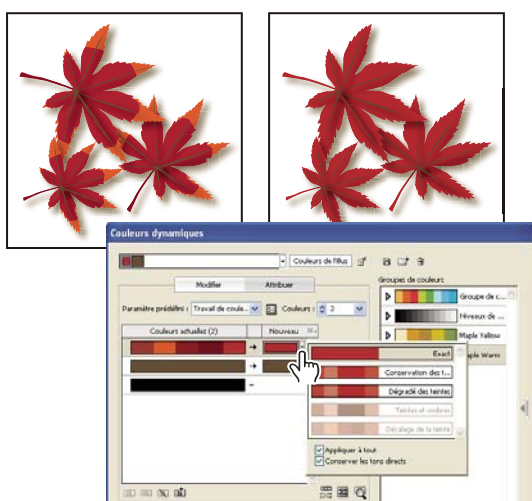 Couleurs dynamiques
Couleurs de l'illus
Groupes de couleurs
Modifier
Attribuer
Paramètre prédéfini : Travail de coule...
Couleurs : 2
Couleurs actuelles (2)
Nouveau
Groupe de c...
Niveaux de ...
Maple Yellow
Maple Warm
Exact
Conservation des t...
Dégradé des teintes
Teintes et ombres
Décalage de la teinte
Appliquer à tout
Conserver les tons directs